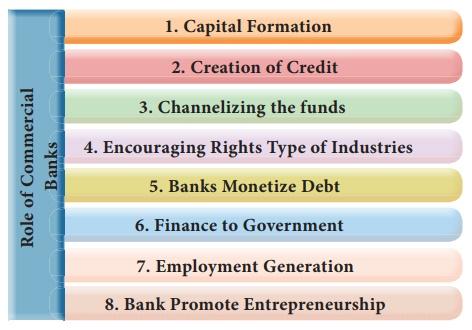 Role of Commercial
Banks
1. Capital Formation
2. Creation of Credit
3. Channelizing the funds
4. Encouraging Rights Type of Industries
5. Banks Monetize Debt
6. Finance to Government
7. Employment Generation
8. Bank Promote Entrepreneurship